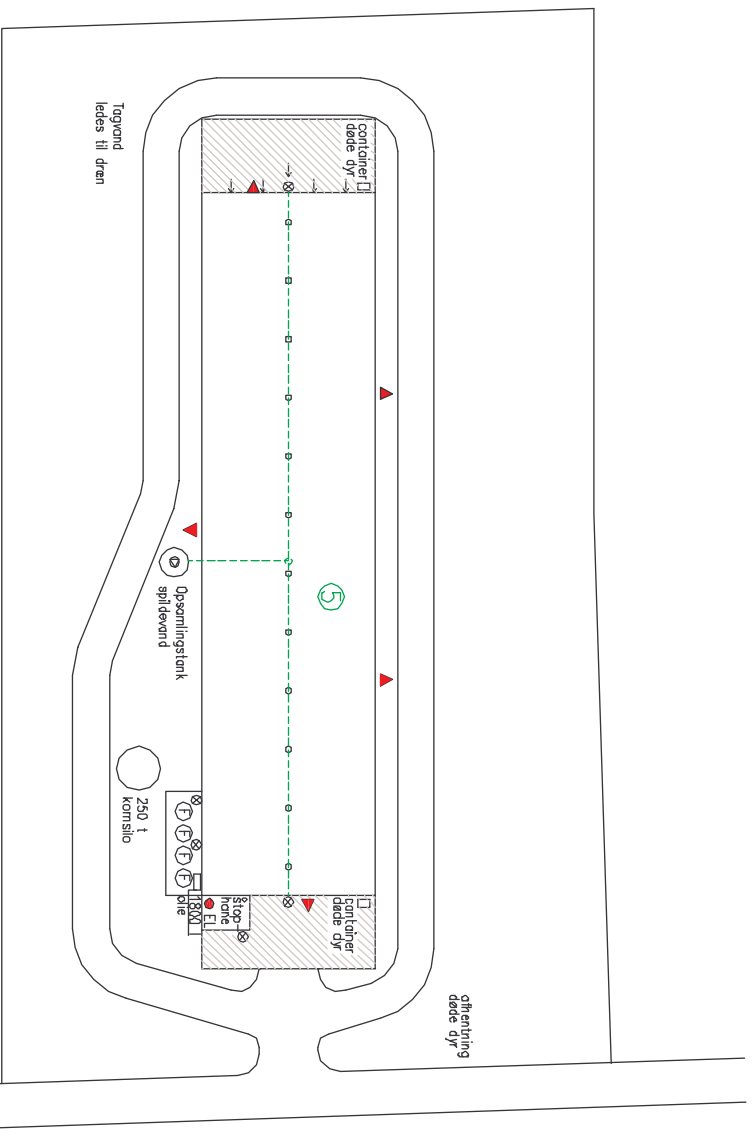 Tagvand
ledes til dræn
container
døde dyr
5
Opsamlingstank
spildevand
250 t
kornsilo
F
F
F
F
olie
1800
EL
Stop
hane
container
døde dyr
afhentning
døde dyr